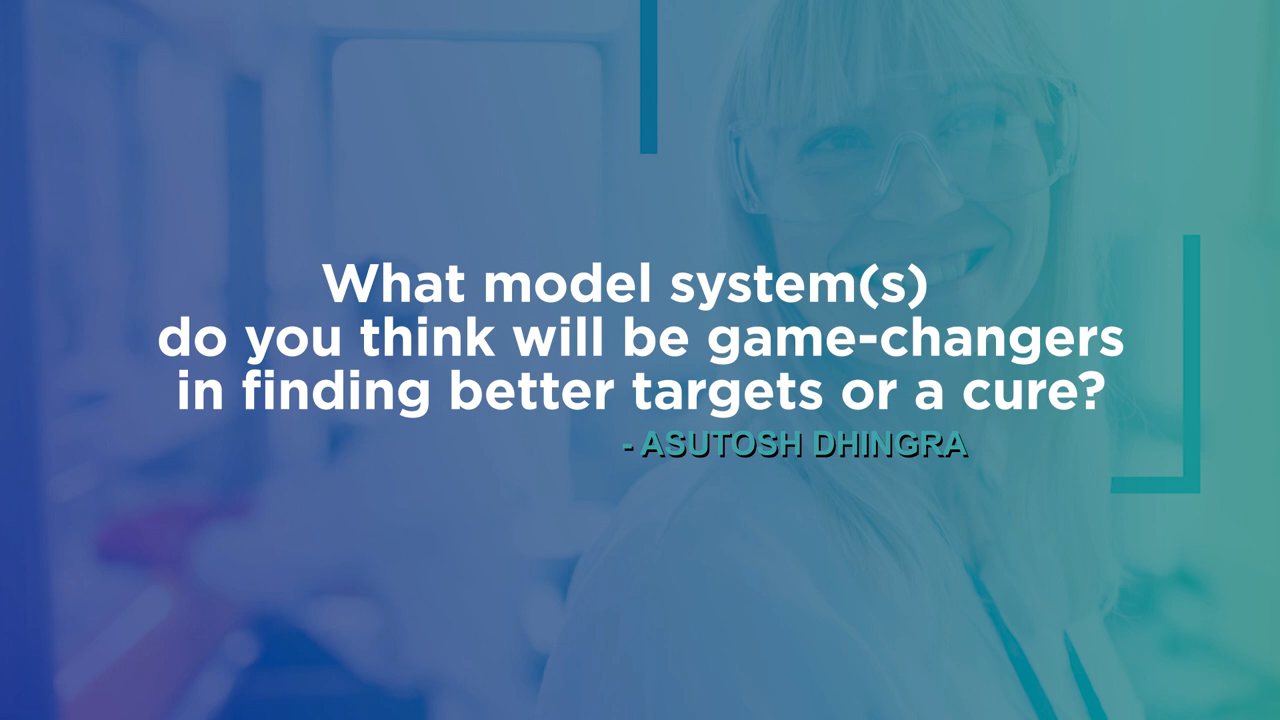 What model system(s)
do you think will be game-changers
in finding better targets or a cure?
- ASUTOSH DHINGRA